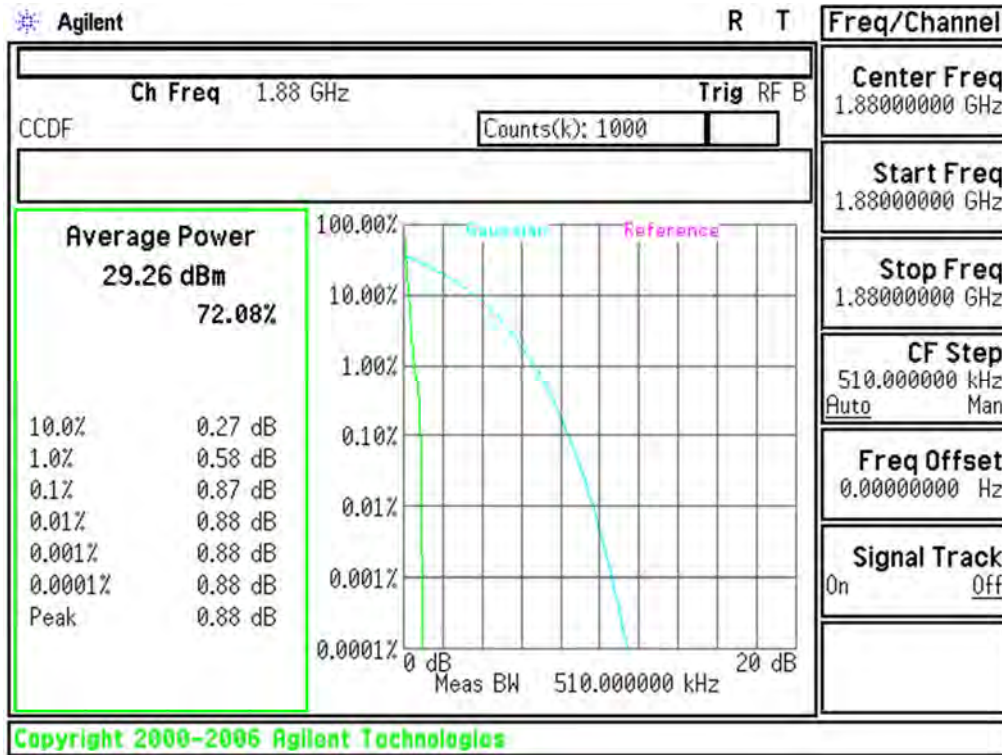 Agilent R T
Freq/Channel
Ch Freq 1.88 GHz Trig RF B
CCDF Counts(k): 1000
Average Power
29.26 dBm
72.08%
10.0% 0.27 dB
1.0% 0.58 dB
0.1% 0.87 dB
0.01% 0.88 dB
0.001% 0.88 dB
0.0001% 0.88 dB
Peak 0.88 dB
100.00%
Gaussian Reference
10.00%
1.00%
0.10%
0.01%
0.001%
0.0001%
0 dB 20 dB
Meas BW 510.000000 kHz
Center Freq
1.88000000 GHz
Start Freq
1.88000000 GHz
Stop Freq
1.88000000 GHz
CF Step
510.000000 kHz
Auto Man
Freq Offset
0.00000000 Hz
Signal Track
On Off
Copyright 2000-2006 Agilent Technologies